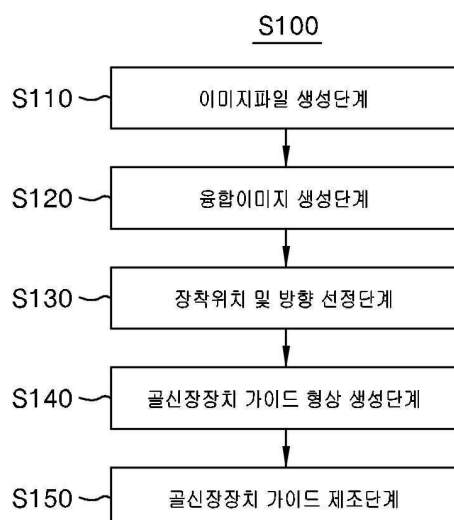 S100
S110 이미지파일 생성단계
S120 융합이미지 생성단계
S130 장착위치 및 방향 선정단계
S140 골신장장치 가이드 형상 생성단계
S150 골신장장치 가이드 제조단계